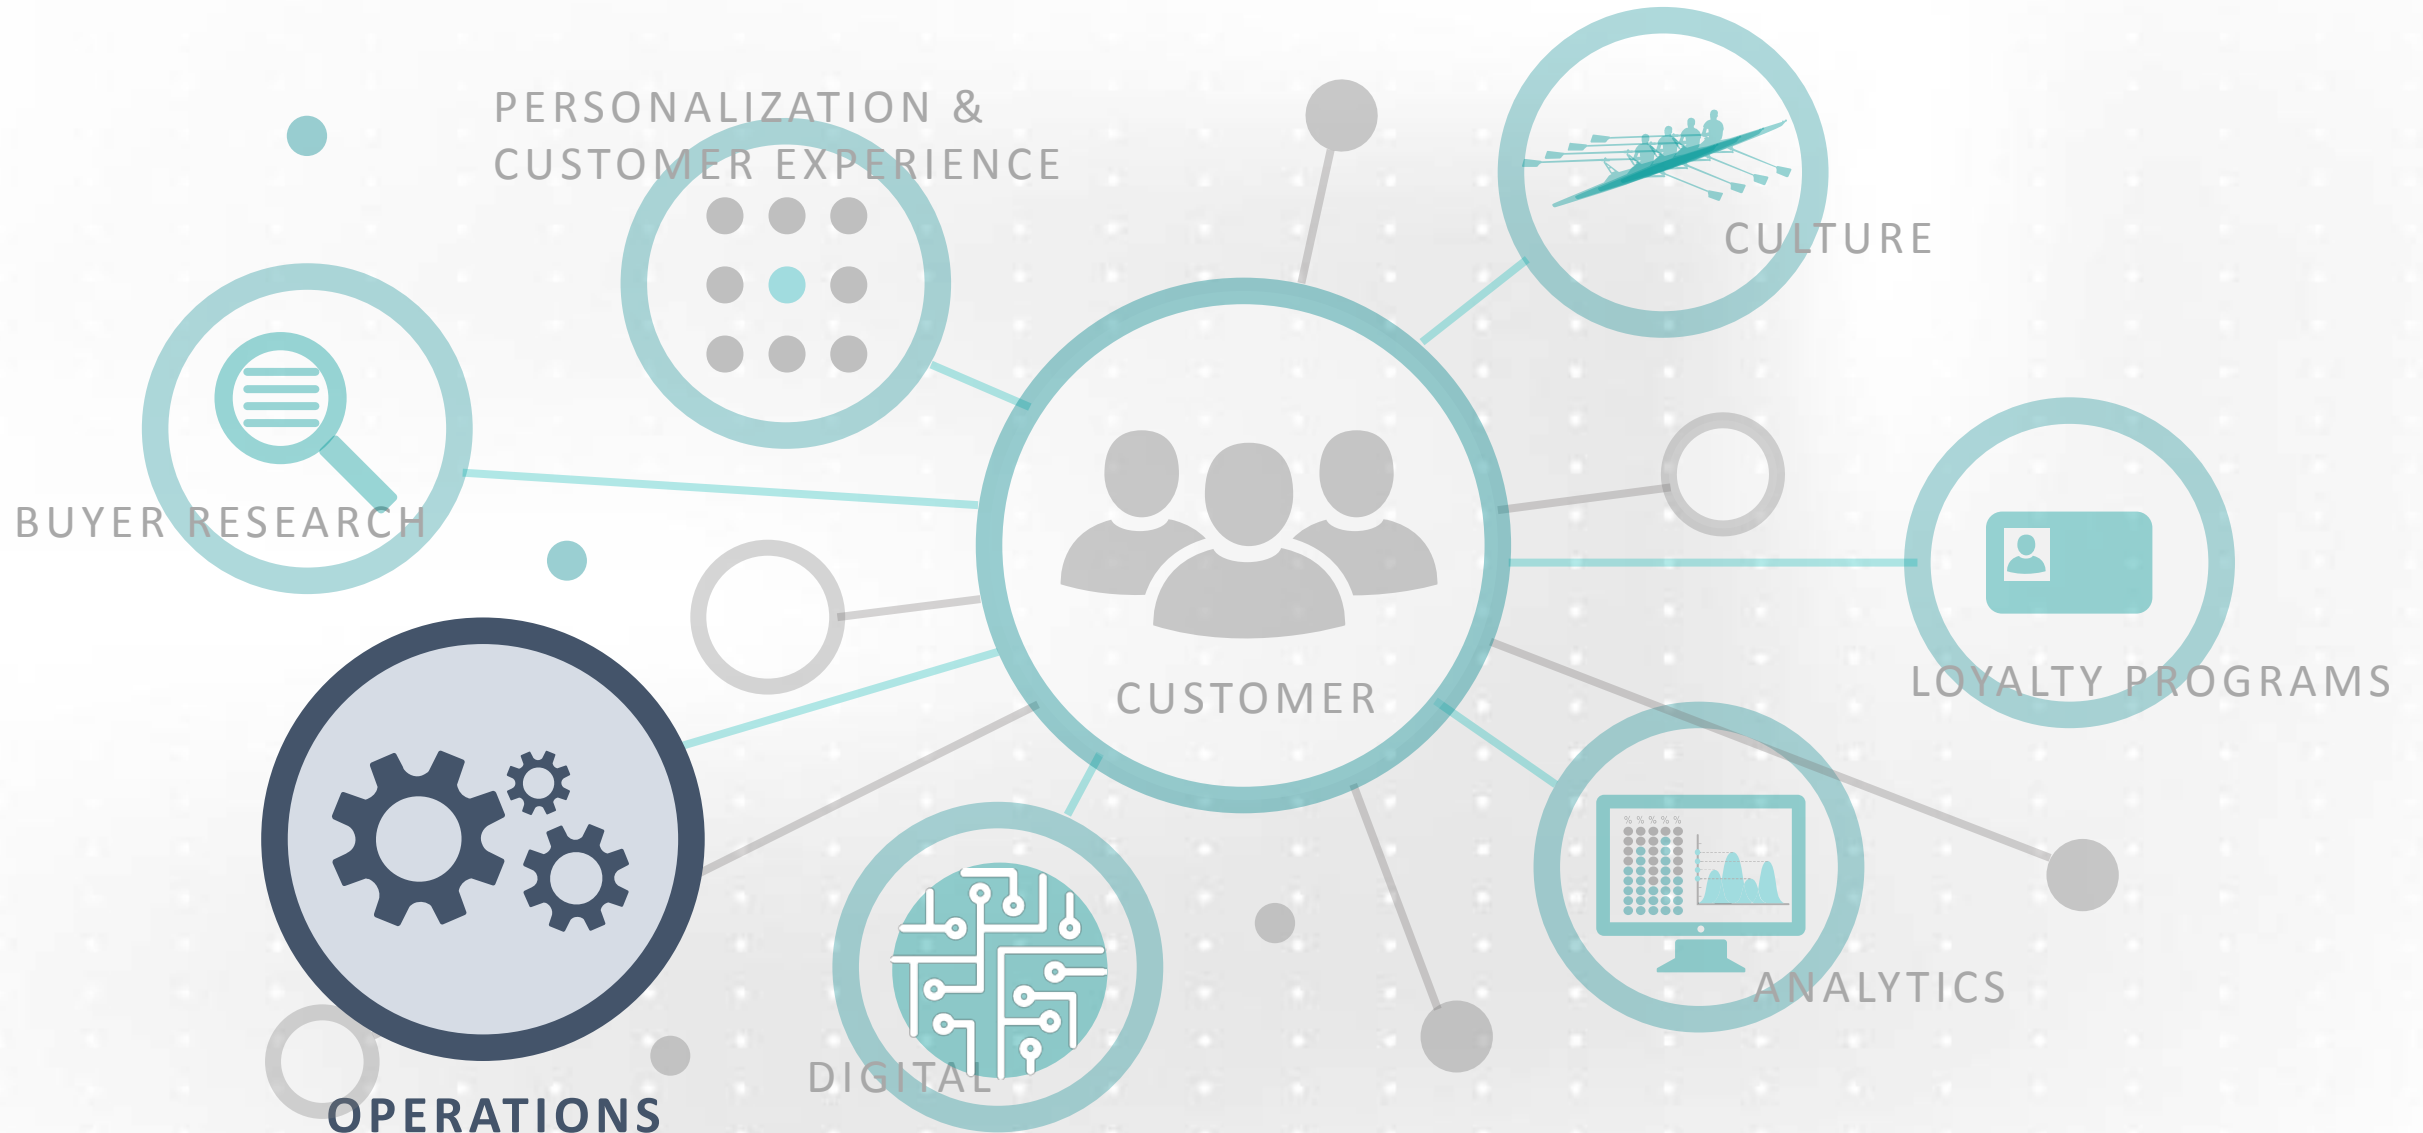 PERSONALIZATION &
CUSTOMER EXPERIENCE
CULTURE
BUYER RESEARCH
CUSTOMER
LOYALTY PROGRAMS
% % % % %
ANALYTICS
DIGITAL
OPERATIONS